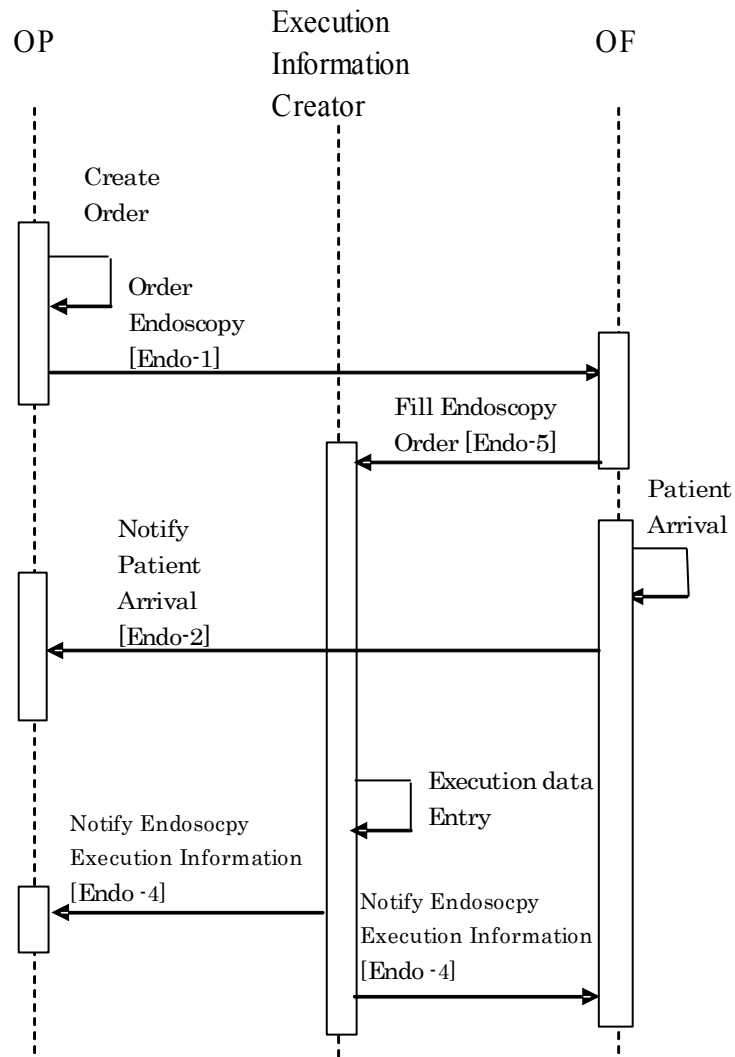 OP
Execution
Information
Creator
OF
Create
Order
Order
Endoscopy
[Endo-1]
Fill Endoscopy
Order [Endo-5]
Patient
Arrival
Notify
Patient
Arrival
[Endo-2]
Execution data
Entry
Notify Endosocpy
Execution Information
[Endo -4]
Notify Endosocpy
Execution Information
[Endo -4]